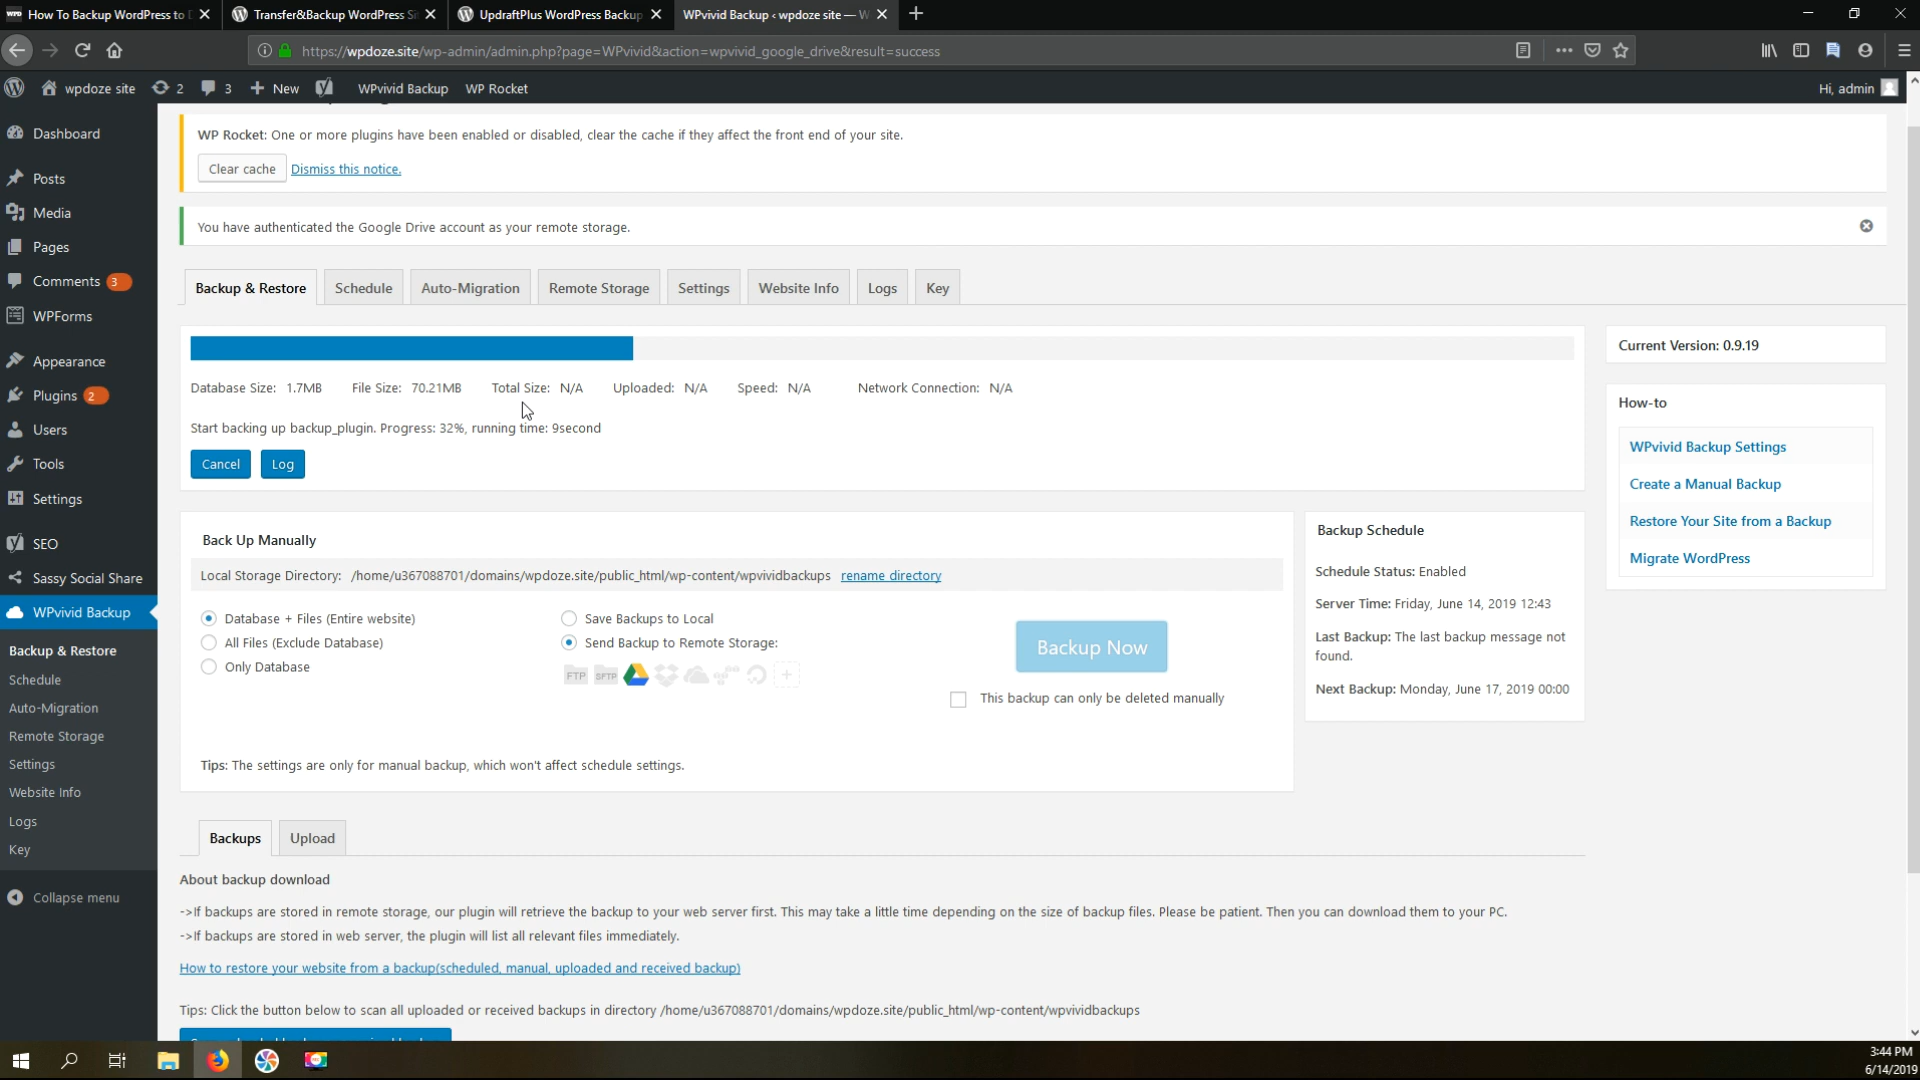 How To Backup WordPress to
Transfer&Backup WordPress Si
UpdraftPlus WordPress Backup
WPvivid Backup ‹ wpdoze site — W
https://wpdoze.site/wp-admin/admin.php?page=WPvivid&action=wpvivid_google_drive&result=success
wpdoze site
2
3
New
WPvivid Backup
WP Rocket
Hi, admin
Dashboard
Posts
Media
Pages
Comments 3
WPForms
Appearance
Plugins 2
Users
Tools
Settings
SEO
Sassy Social Share
WPvivid Backup
Backup & Restore
Schedule
Auto-Migration
Remote Storage
Settings
Website Info
Logs
Key
Collapse menu
WP Rocket: One or more plugins have been enabled or disabled, clear the cache if they affect the front end of your site.
Clear cache Dismiss this notice.
You have authenticated the Google Drive account as your remote storage.
Backup & Restore Schedule Auto-Migration Remote Storage Settings Website Info Logs Key
Database Size: 1.7MB File Size: 70.21MB Total Size: N/A Uploaded: N/A Speed: N/A Network Connection: N/A
Start backing up backup_plugin. Progress: 32%, running time: 9second
Cancel Log
Back Up Manually
Local Storage Directory: /home/u367088701/domains/wpdoze.site/public_html/wp-content/wpvividbackups rename directory
Database + Files (Entire website)
All Files (Exclude Database)
Only Database
Save Backups to Local
Send Backup to Remote Storage:
FTP SFTP
Backup Now
This backup can only be deleted manually
Tips: The settings are only for manual backup, which won't affect schedule settings.
Backup Schedule
Schedule Status: Enabled
Server Time: Friday, June 14, 2019 12:43
Last Backup: The last backup message not
found.
Next Backup: Monday, June 17, 2019 00:00
Current Version: 0.9.19
How-to
WPvivid Backup Settings
Create a Manual Backup
Restore Your Site from a Backup
Migrate WordPress
Backups Upload
About backup download
->If backups are stored in remote storage, our plugin will retrieve the backup to your web server first. This may take a little time depending on the size of backup files. Please be patient. Then you can download them to your PC.
->If backups are stored in web server, the plugin will list all relevant files immediately.
How to restore your website from a backup(scheduled, manual, uploaded and received backup)
Tips: Click the button below to scan all uploaded or received backups in directory /home/u367088701/domains/wpdoze.site/public_html/wp-content/wpvividbackups
3:44 PM
6/14/2019